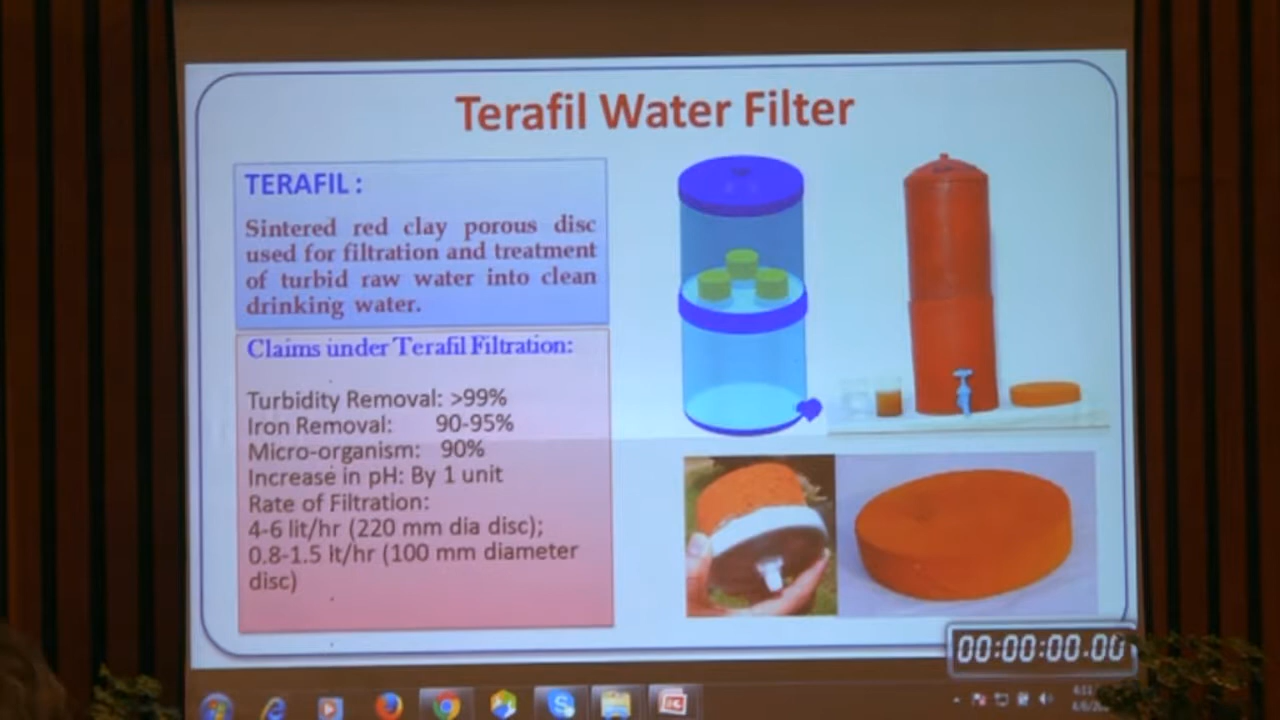 Terafil Water Filter
TERAFIL :
Sintered red clay porous disc
used for filtration and treatment
of turbid raw water into clean
drinking water.
Claims under Terafil Filtration:
Turbidity Removal: >99%
Iron Removal: 90-95%
Micro-organism: 90%
Increase in pH: By 1 unit
Rate of Filtration:
4-6 lit/hr (220 mm dia disc);
0.8-1.5 lt/hr (100 mm diameter
disc)
00:00:00.00